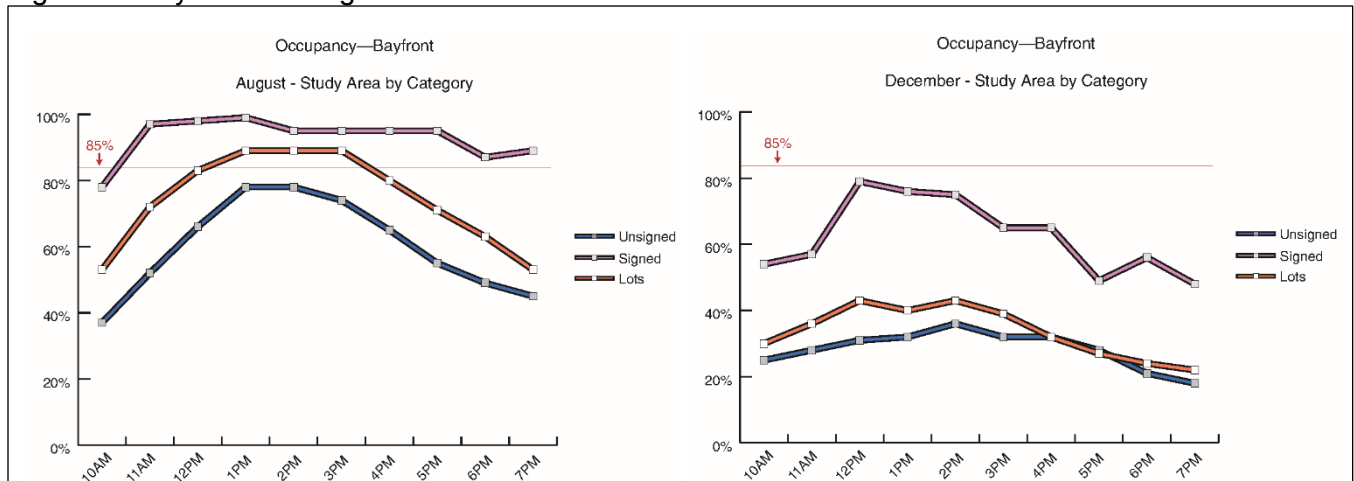 Occupancy—Bayfront
August - Study Area by Category
100%
85%
80%
60%
40%
20%
0%
10AM
11AM
12PM
1PM
2PM
3PM
4PM
5PM
6PM
7PM
Unsigned
Signed
Lots
Occupancy—Bayfront
December - Study Area by Category
100%
85%
80%
60%
40%
20%
0%
10AM
11AM
12PM
1PM
2PM
3PM
4PM
5PM
6PM
7PM
Unsigned
Signed
Lots